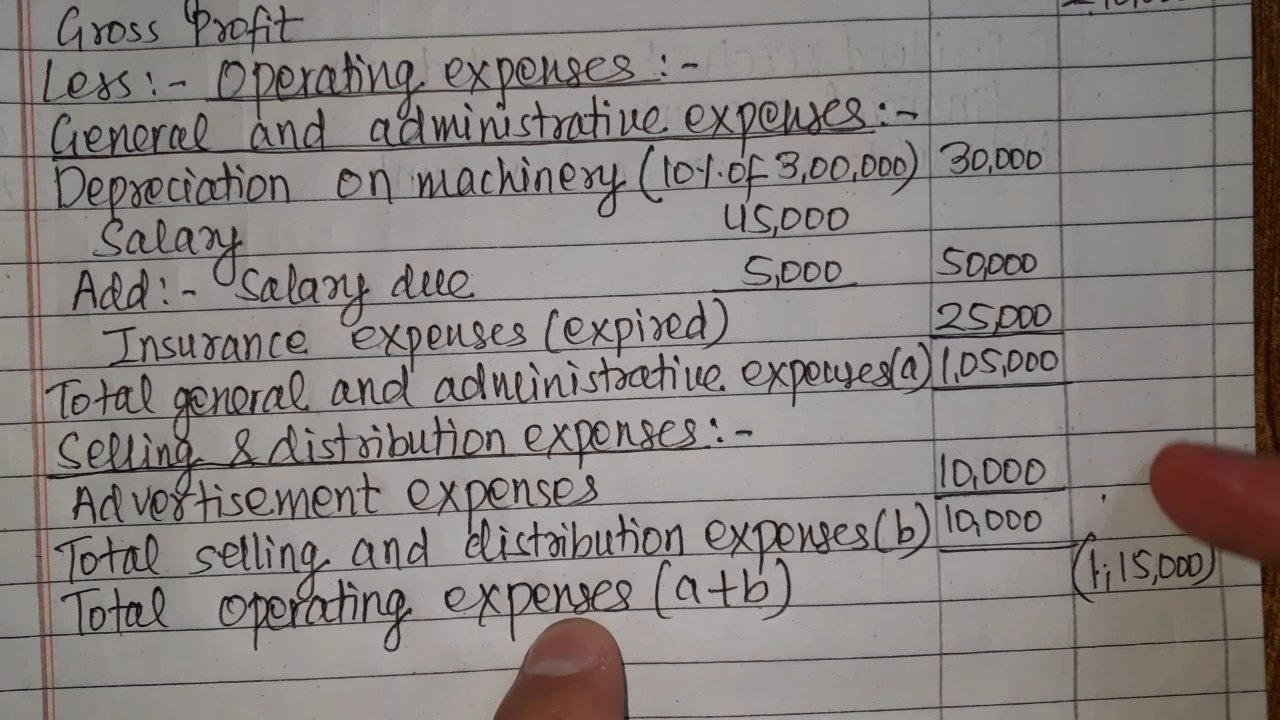 Gross Profit
Less:- Operating expenses:-
General and administrative expenses:-
Depreciation on machinery (10%.of 3,00,000) 30,000
Salary 45,000
Add:- Salary due 5,000 50,000
Insurance expenses (expired) 25,000
Total general and administrative expenses(a) 1,05,000
Selling & distribution expenses:-
Advertisement expenses 10,000
Total selling and distribution expenses(b) 10,000
Total operating expenses (a+b) (1,15,000)